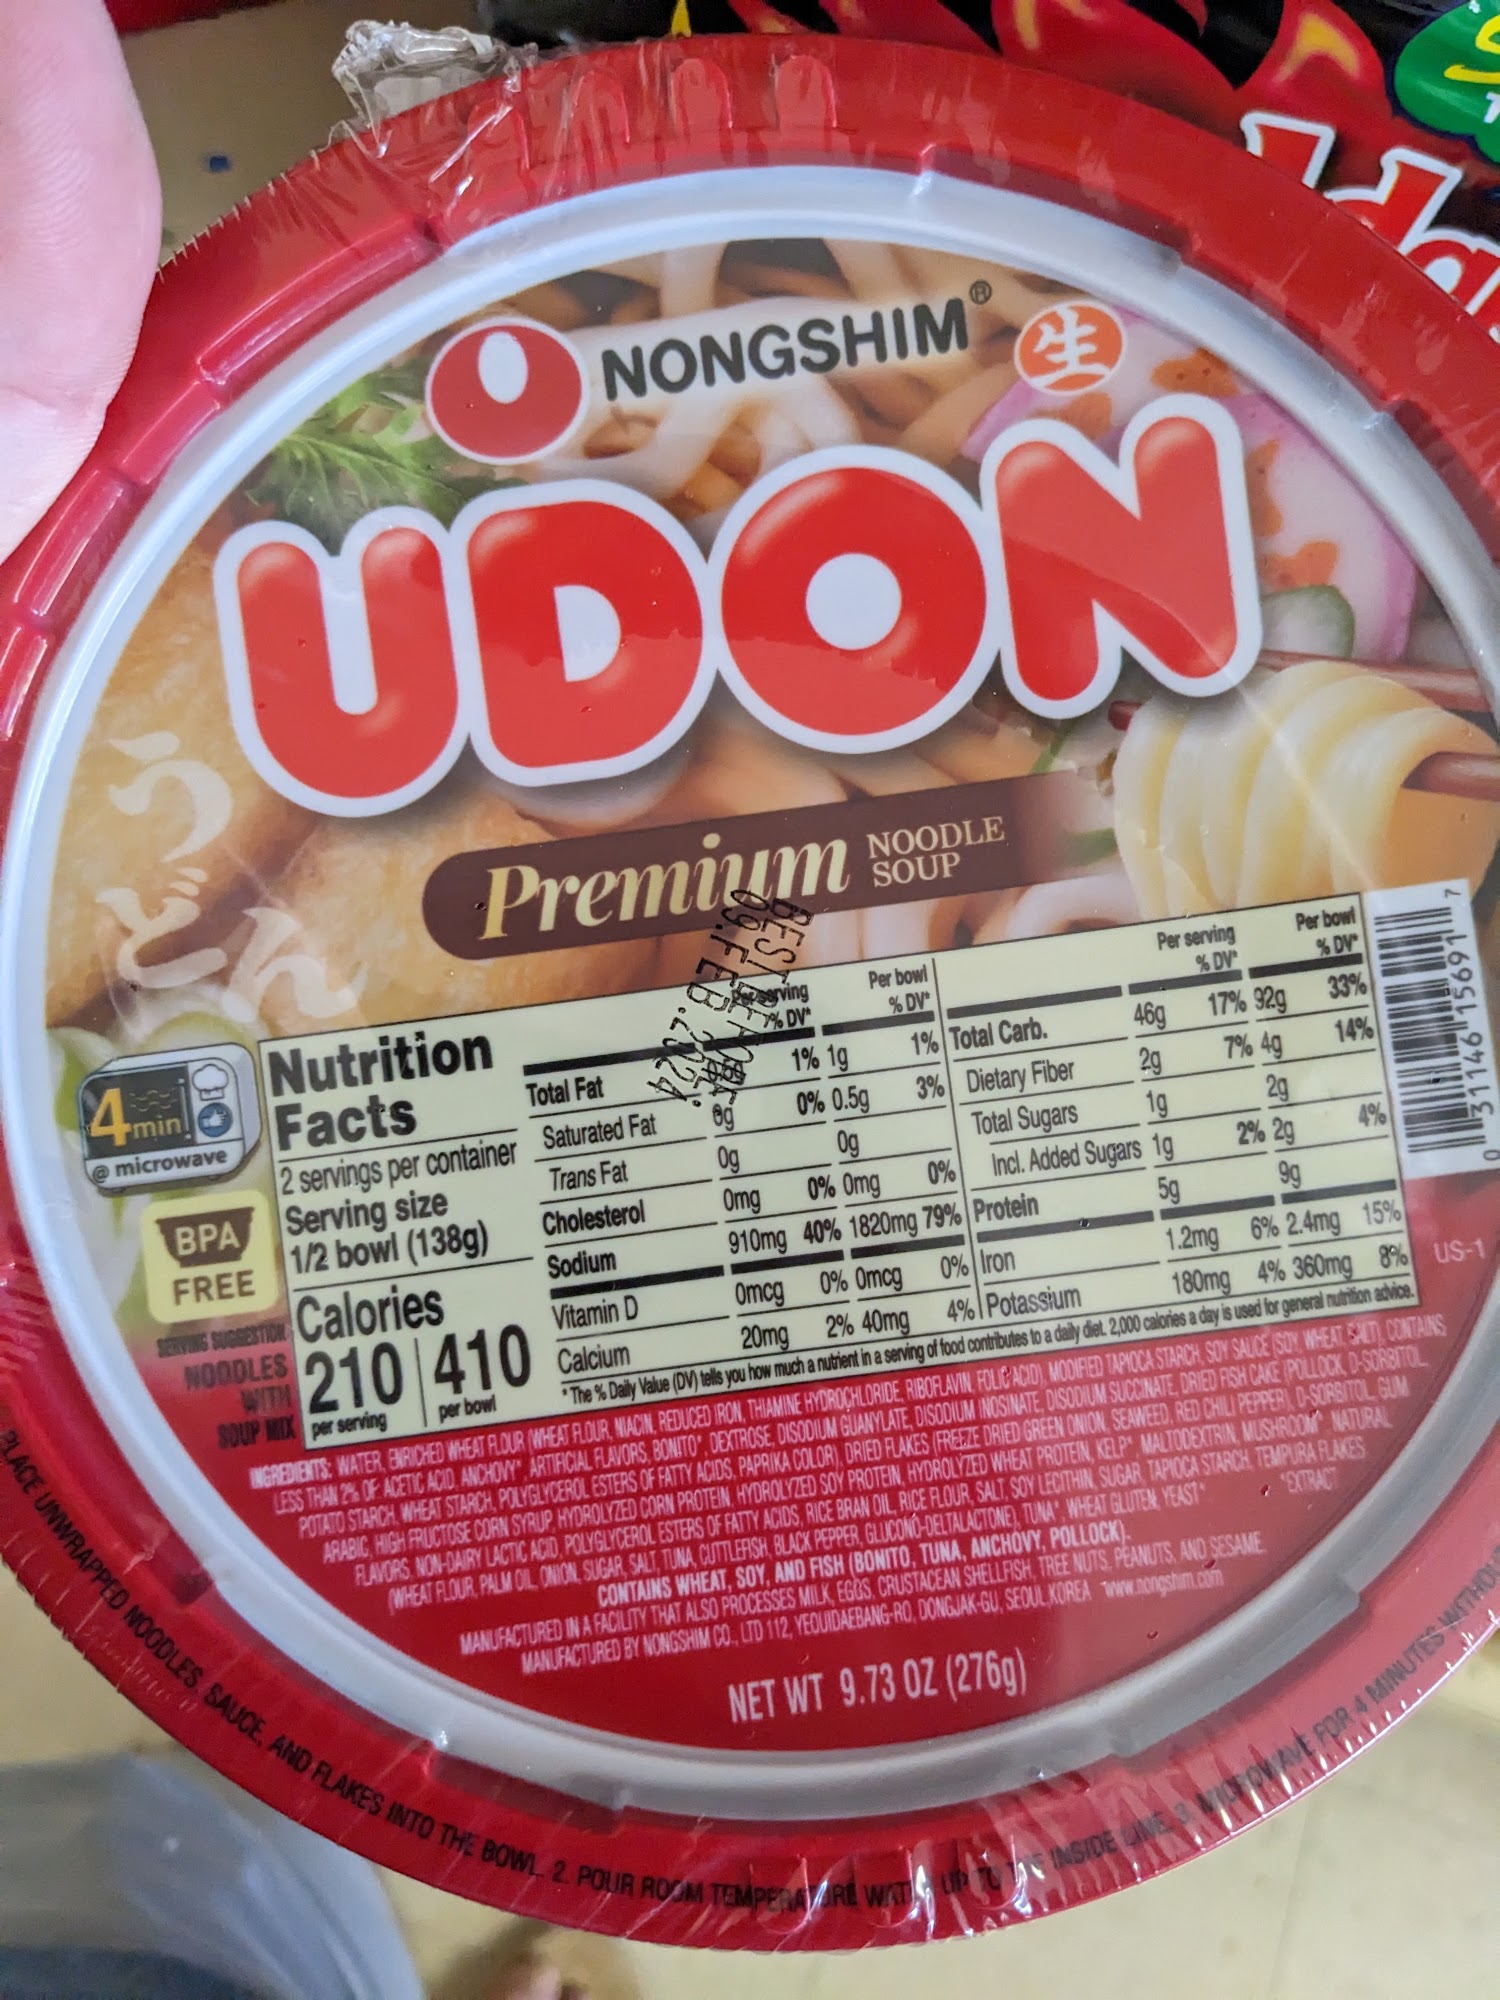 NONGSHIM®
生
UDON
うどん
Premium NOODLE
SOUP
BEST BEFORE
09.FEB.2024
4min
@ microwave
BPA
FREE
SERVING SUGGESTION
NOODLES
WITH
SOUP MIX
Nutrition
Facts
2 servings per container
Serving size
1/2 bowl (138g)
Calories
210 410
per serving per bowl
Per serving Per bowl
% DV* % DV*
Total Fat 1% 1g 1%
Saturated Fat 0g 0% 0.5g 3%
Trans Fat 0g 0g
Cholesterol 0mg 0% 0mg 0%
Sodium 910mg 40% 1820mg 79%
Vitamin D 0mcg 0% 0mcg 0%
Calcium 20mg 2% 40mg 4%
Per serving Per bowl
% DV* % DV*
Total Carb. 46g 17% 92g 33%
Dietary Fiber 2g 7% 4g 14%
Total Sugars 1g 2g
Incl. Added Sugars 1g 2% 2g 4%
Protein 5g 9g
Iron 1.2mg 6% 2.4mg 15%
Potassium 180mg 4% 360mg 8%
* The % Daily Value (DV) tells you how much a nutrient in a serving of food contributes to a daily diet. 2,000 calories a day is used for general nutrition advice.
0 31146 15691 7
US-1
INGREDIENTS: WATER, ENRICHED WHEAT FLOUR (WHEAT FLOUR, NIACIN, REDUCED IRON, THIAMINE HYDROCHLORIDE, RIBOFLAVIN, FOLIC ACID), MODIFIED TAPIOCA STARCH, SOY SAUCE (SOY, WHEAT, SALT), CONTAINS
LESS THAN 2% OF ACETIC ACID, ANCHOVY*, ARTIFICIAL FLAVORS, BONITO*, DEXTROSE, DISODIUM GUANYLATE, DISODIUM INOSINATE, DISODIUM SUCCINATE, DRIED FISH CAKE (POLLOCK, D-SORBITOL,
POTATO STARCH, WHEAT STARCH, POLYGLYCEROL ESTERS OF FATTY ACIDS, PAPRIKA COLOR), DRIED FLAKES (FREEZE DRIED GREEN ONION, SEAWEED, RED CHILI PEPPER), D-SORBITOL, GUM
ARABIC, HIGH FRUCTOSE CORN SYRUP, HYDROLYZED CORN PROTEIN, HYDROLYZED SOY PROTEIN, HYDROLYZED WHEAT PROTEIN, KELP*, MALTODEXTRIN, MUSHROOM*, NATURAL
FLAVORS, NON-DAIRY LACTIC ACID, POLYGLYCEROL ESTERS OF FATTY ACIDS, RICE BRAN OIL, RICE FLOUR, SALT, SOY LECITHIN, SUGAR, TAPIOCA STARCH, TEMPURA FLAKES
(WHEAT FLOUR, PALM OIL, ONION, SUGAR, SALT, TUNA, CUTTLEFISH, BLACK PEPPER, GLUCONO-DELTALACTONE), TUNA*, WHEAT GLUTEN, YEAST* *EXTRACT
CONTAINS WHEAT, SOY, AND FISH (BONITO, TUNA, ANCHOVY, POLLOCK).
MANUFACTURED IN A FACILITY THAT ALSO PROCESSES MILK, EGGS, CRUSTACEAN SHELLFISH, TREE NUTS, PEANUTS, AND SESAME.
MANUFACTURED BY NONGSHIM CO., LTD 112, YEOUIDAEBANG-RO, DONGJAK-GU, SEOUL, KOREA www.nongshim.com
NET WT 9.73 OZ (276g)
PLACE UNWRAPPED NOODLES, SAUCE, AND FLAKES INTO THE BOWL. 2. POUR ROOM TEMPERATURE WATER UP TO THE INSIDE LINE. 3. MICROWAVE FOR 4 MINUTES